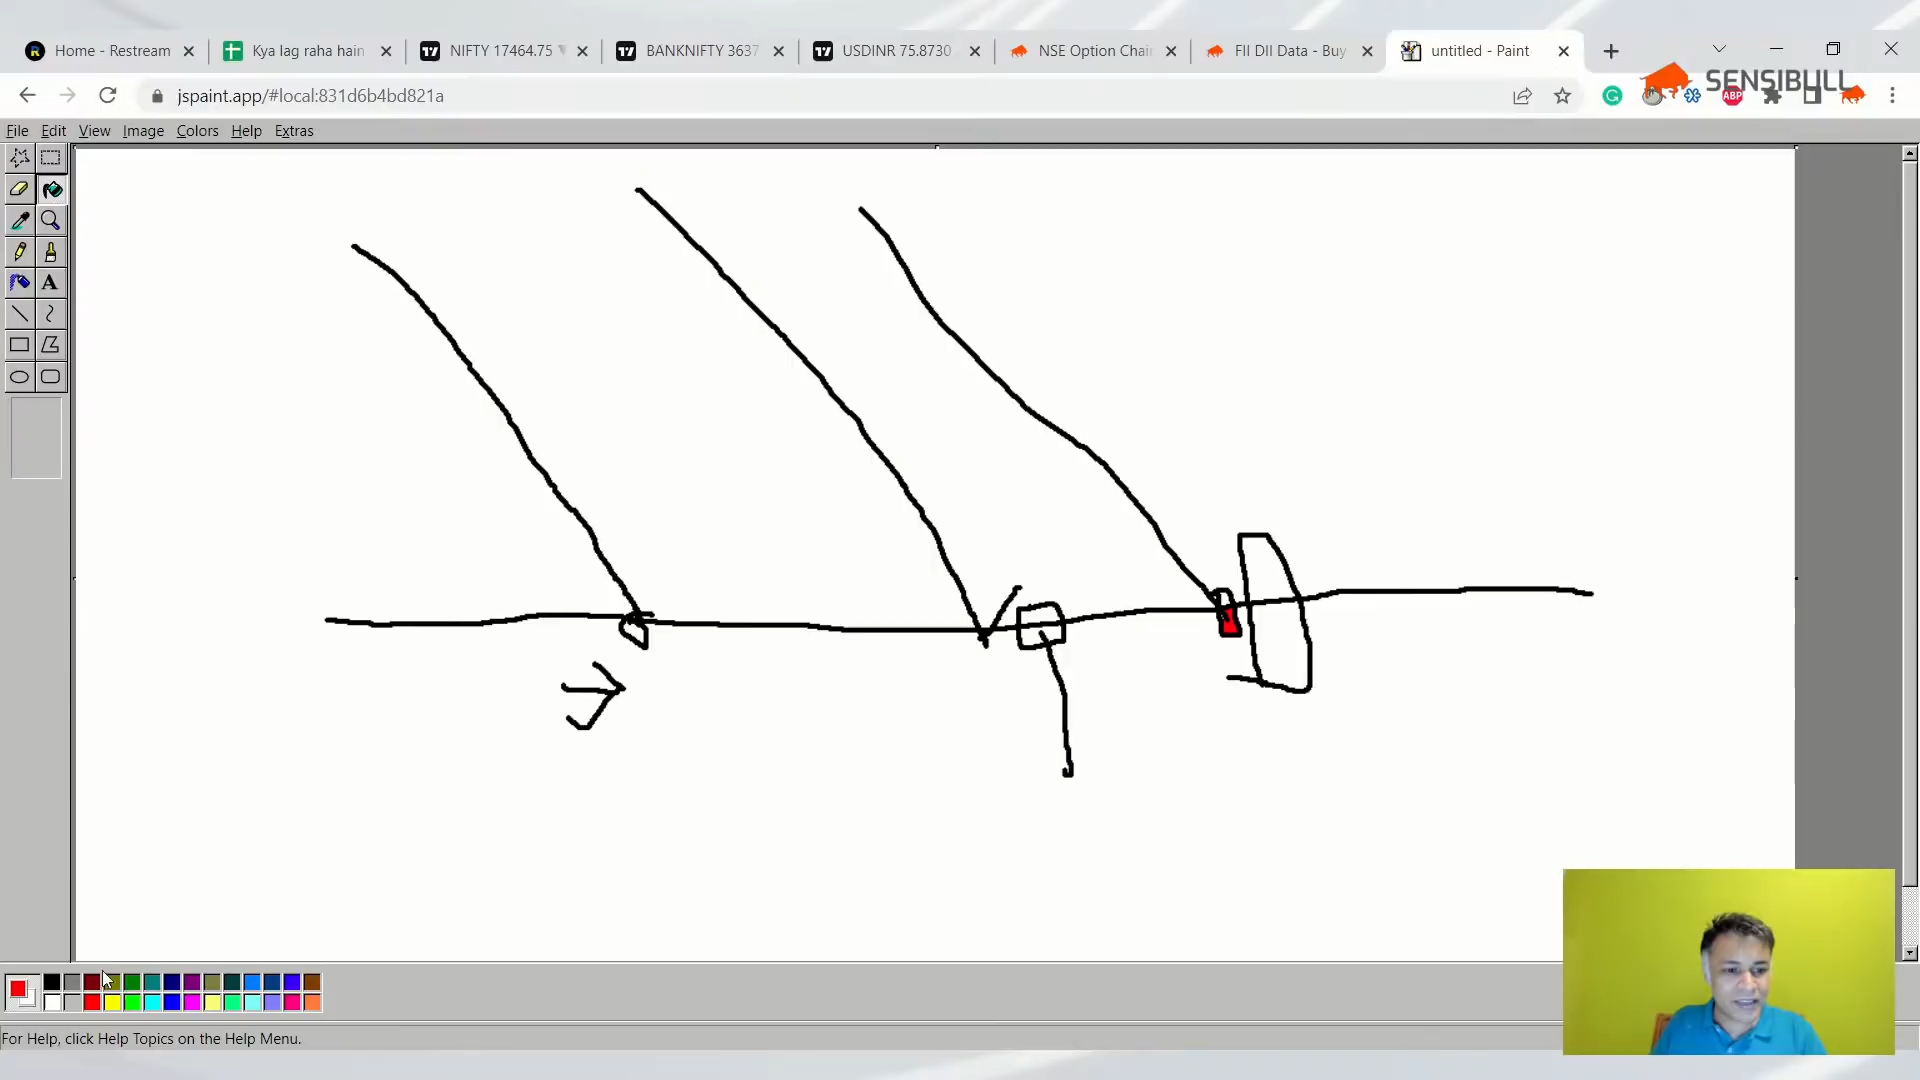 Home - Restream
Kya lag raha hain
NIFTY 17464.75
BANKNIFTY 3637
USDINR 75.8730
NSE Option Chai
FII DII Data - Buy
untitled - Paint
jspaint.app/#local:831d6b4bd821a
SENSIBULL
ABP
File Edit View Image Colors Help Extras
A
For Help, click Help Topics on the Help Menu.